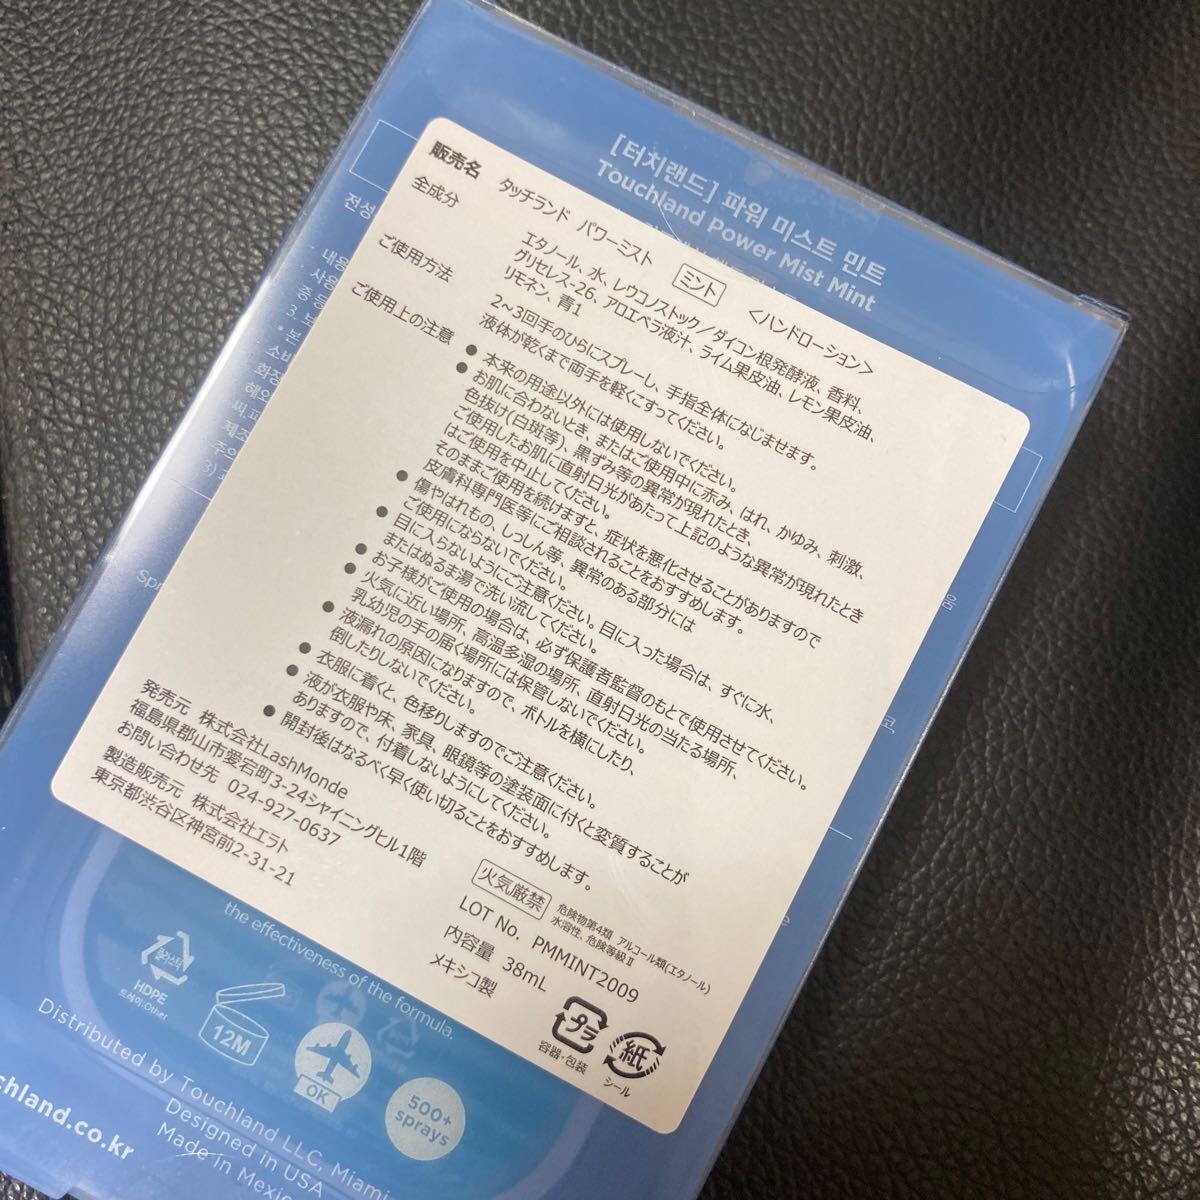 [터치랜드] 파워 미스트 민트
Touchland Power Mist Mint
販売名 タッチランド パワーミスト ミント <ハンドローション>
全成分 エタノール、水、レウコノストック／ダイコン根発酵液、香料、
グリセレス-26、アロエベラ液汁、ライム果皮油、レモン果皮油、
リモネン、青1
ご使用方法 2~3回手のひらにスプレーし、手指全体になじませます。
液体が乾くまで両手を軽くこすってください。
ご使用上の注意
● 本来の用途以外には使用しないでください。
● お肌に合わないとき、またはご使用中に赤み、はれ、かゆみ、刺激、
色抜け(白斑等)、黒ずみ等の異常が現れたとき、
ご使用したお肌に直射日光があたって上記のような異常が現れたとき
はご使用を中止してください。
そのままご使用を続けますと、症状を悪化させることがありますので
皮膚科専門医等にご相談されることをおすすめします。
● 傷やはれもの、しっしん等、異常のある部分には
ご使用にならないでください。
● 目に入らないようにご注意ください。目に入った場合は、すぐに水、
またはぬるま湯で洗い流してください。
● お子様がご使用の場合は、必ず保護者監督のもとで使用させてください。
● 火気に近い場所、高温多湿の場所、直射日光の当たる場所、
乳幼児の手の届く場所には保管しないでください。
● 液漏れの原因になりますので、ボトルを横にしたり、
倒したりしないでください。
● 衣服に着くと、色移りしますのでご注意ください。
● 液が衣服や床、家具、眼鏡等の塗装面に付くと変質することが
ありますので、付着しないようにしてください。
● 開封後はなるべく早く使い切ることをおすすめします。
発売元 株式会社LashMonde
福島県郡山市愛宕町3-24シャイニングヒル1階
お問い合わせ先 024-927-0637
製造販売元 株式会社エラト
東京都渋谷区神宮前2-31-21
火気厳禁
危険物第4類 アルコール類(エタノール)
水溶性、危険等級Ⅱ
LOT No. PMMINT2009
内容量 38mL
メキシコ製
プラ
容器・包装
紙
シール
the effectiveness of the formula.
플라스틱
HDPE
트레이:Other
12M
OK
500+
sprays
Distributed by Touchland LLC, Miami
Designed in USA
Made in Mexic
chland.co.kr